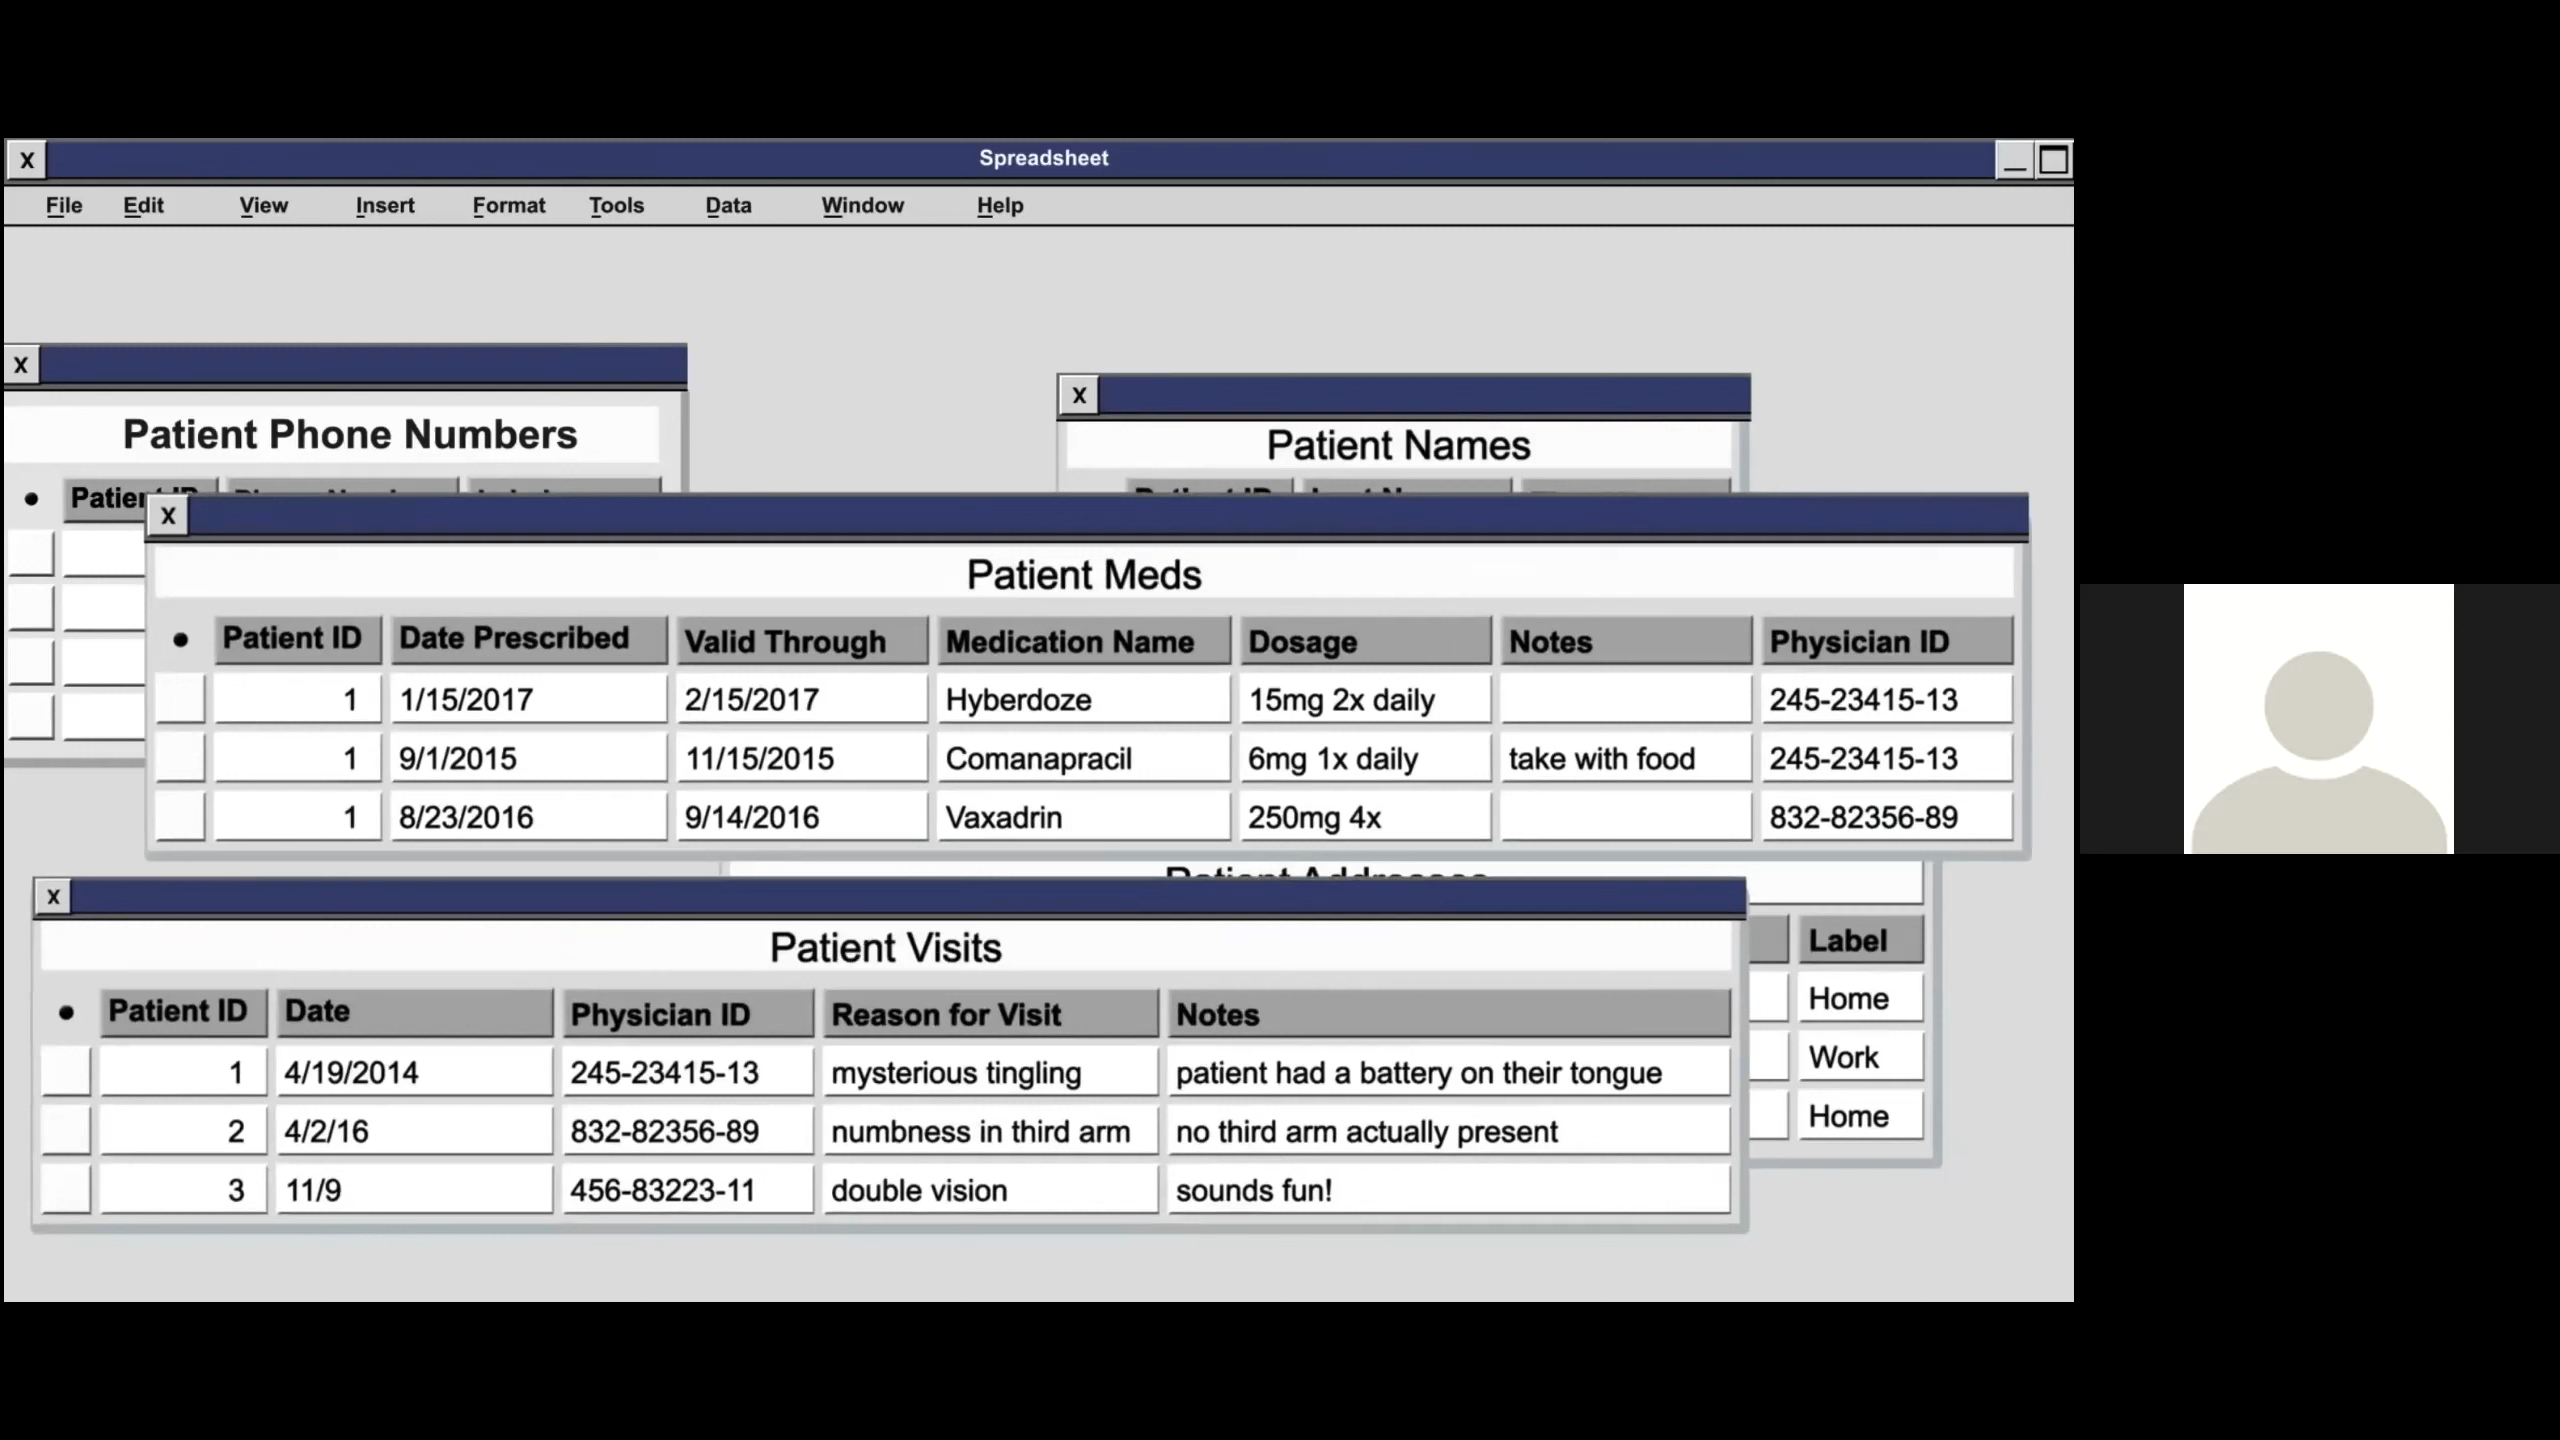 X Spreadsheet
File Edit View Insert Format Tools Data Window Help
X
Patient Phone Numbers
X
Patient Names
Patient ID
X
Patient Meds
Patient ID Date Prescribed Valid Through Medication Name Dosage Notes Physician ID
1 1/15/2017 2/15/2017 Hyberdoze 15mg 2x daily 245-23415-13
1 9/1/2015 11/15/2015 Comanapracil 6mg 1x daily take with food 245-23415-13
1 8/23/2016 9/14/2016 Vaxadrin 250mg 4x 832-82356-89
Patient Addresses
Label
Home
Work
Home
X
Patient Visits
Patient ID Date Physician ID Reason for Visit Notes
1 4/19/2014 245-23415-13 mysterious tingling patient had a battery on their tongue
2 4/2/16 832-82356-89 numbness in third arm no third arm actually present
3 11/9 456-83223-11 double vision sounds fun!